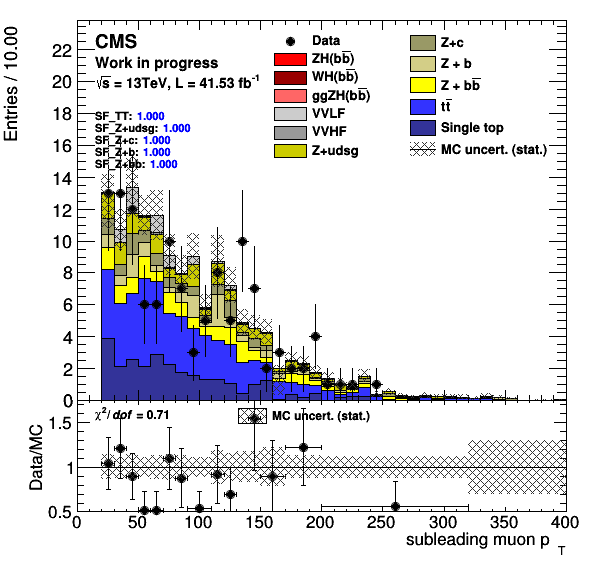 Entries / 10.00
22
20
18
16
14
12
10
8
6
4
2
0
CMS
Work in progress
√s = 13TeV, L = 41.53 fb⁻¹
SF_TT: 1.000
SF_Z+udsg: 1.000
SF_Z+c: 1.000
SF_Z+b: 1.000
SF_Z+bb: 1.000
Data
ZH(bb̅)
WH(bb̅)
ggZH(bb̅)
VVLF
VVHF
Z+udsg
Z+c
Z + b
Z + bb̅
tt̅
Single top
MC uncert. (stat.)
Data/MC
1.5
1
0.5
χ²/dof = 0.71
MC uncert. (stat.)
0 50 100 150 200 250 300 350 400
subleading muon p_T